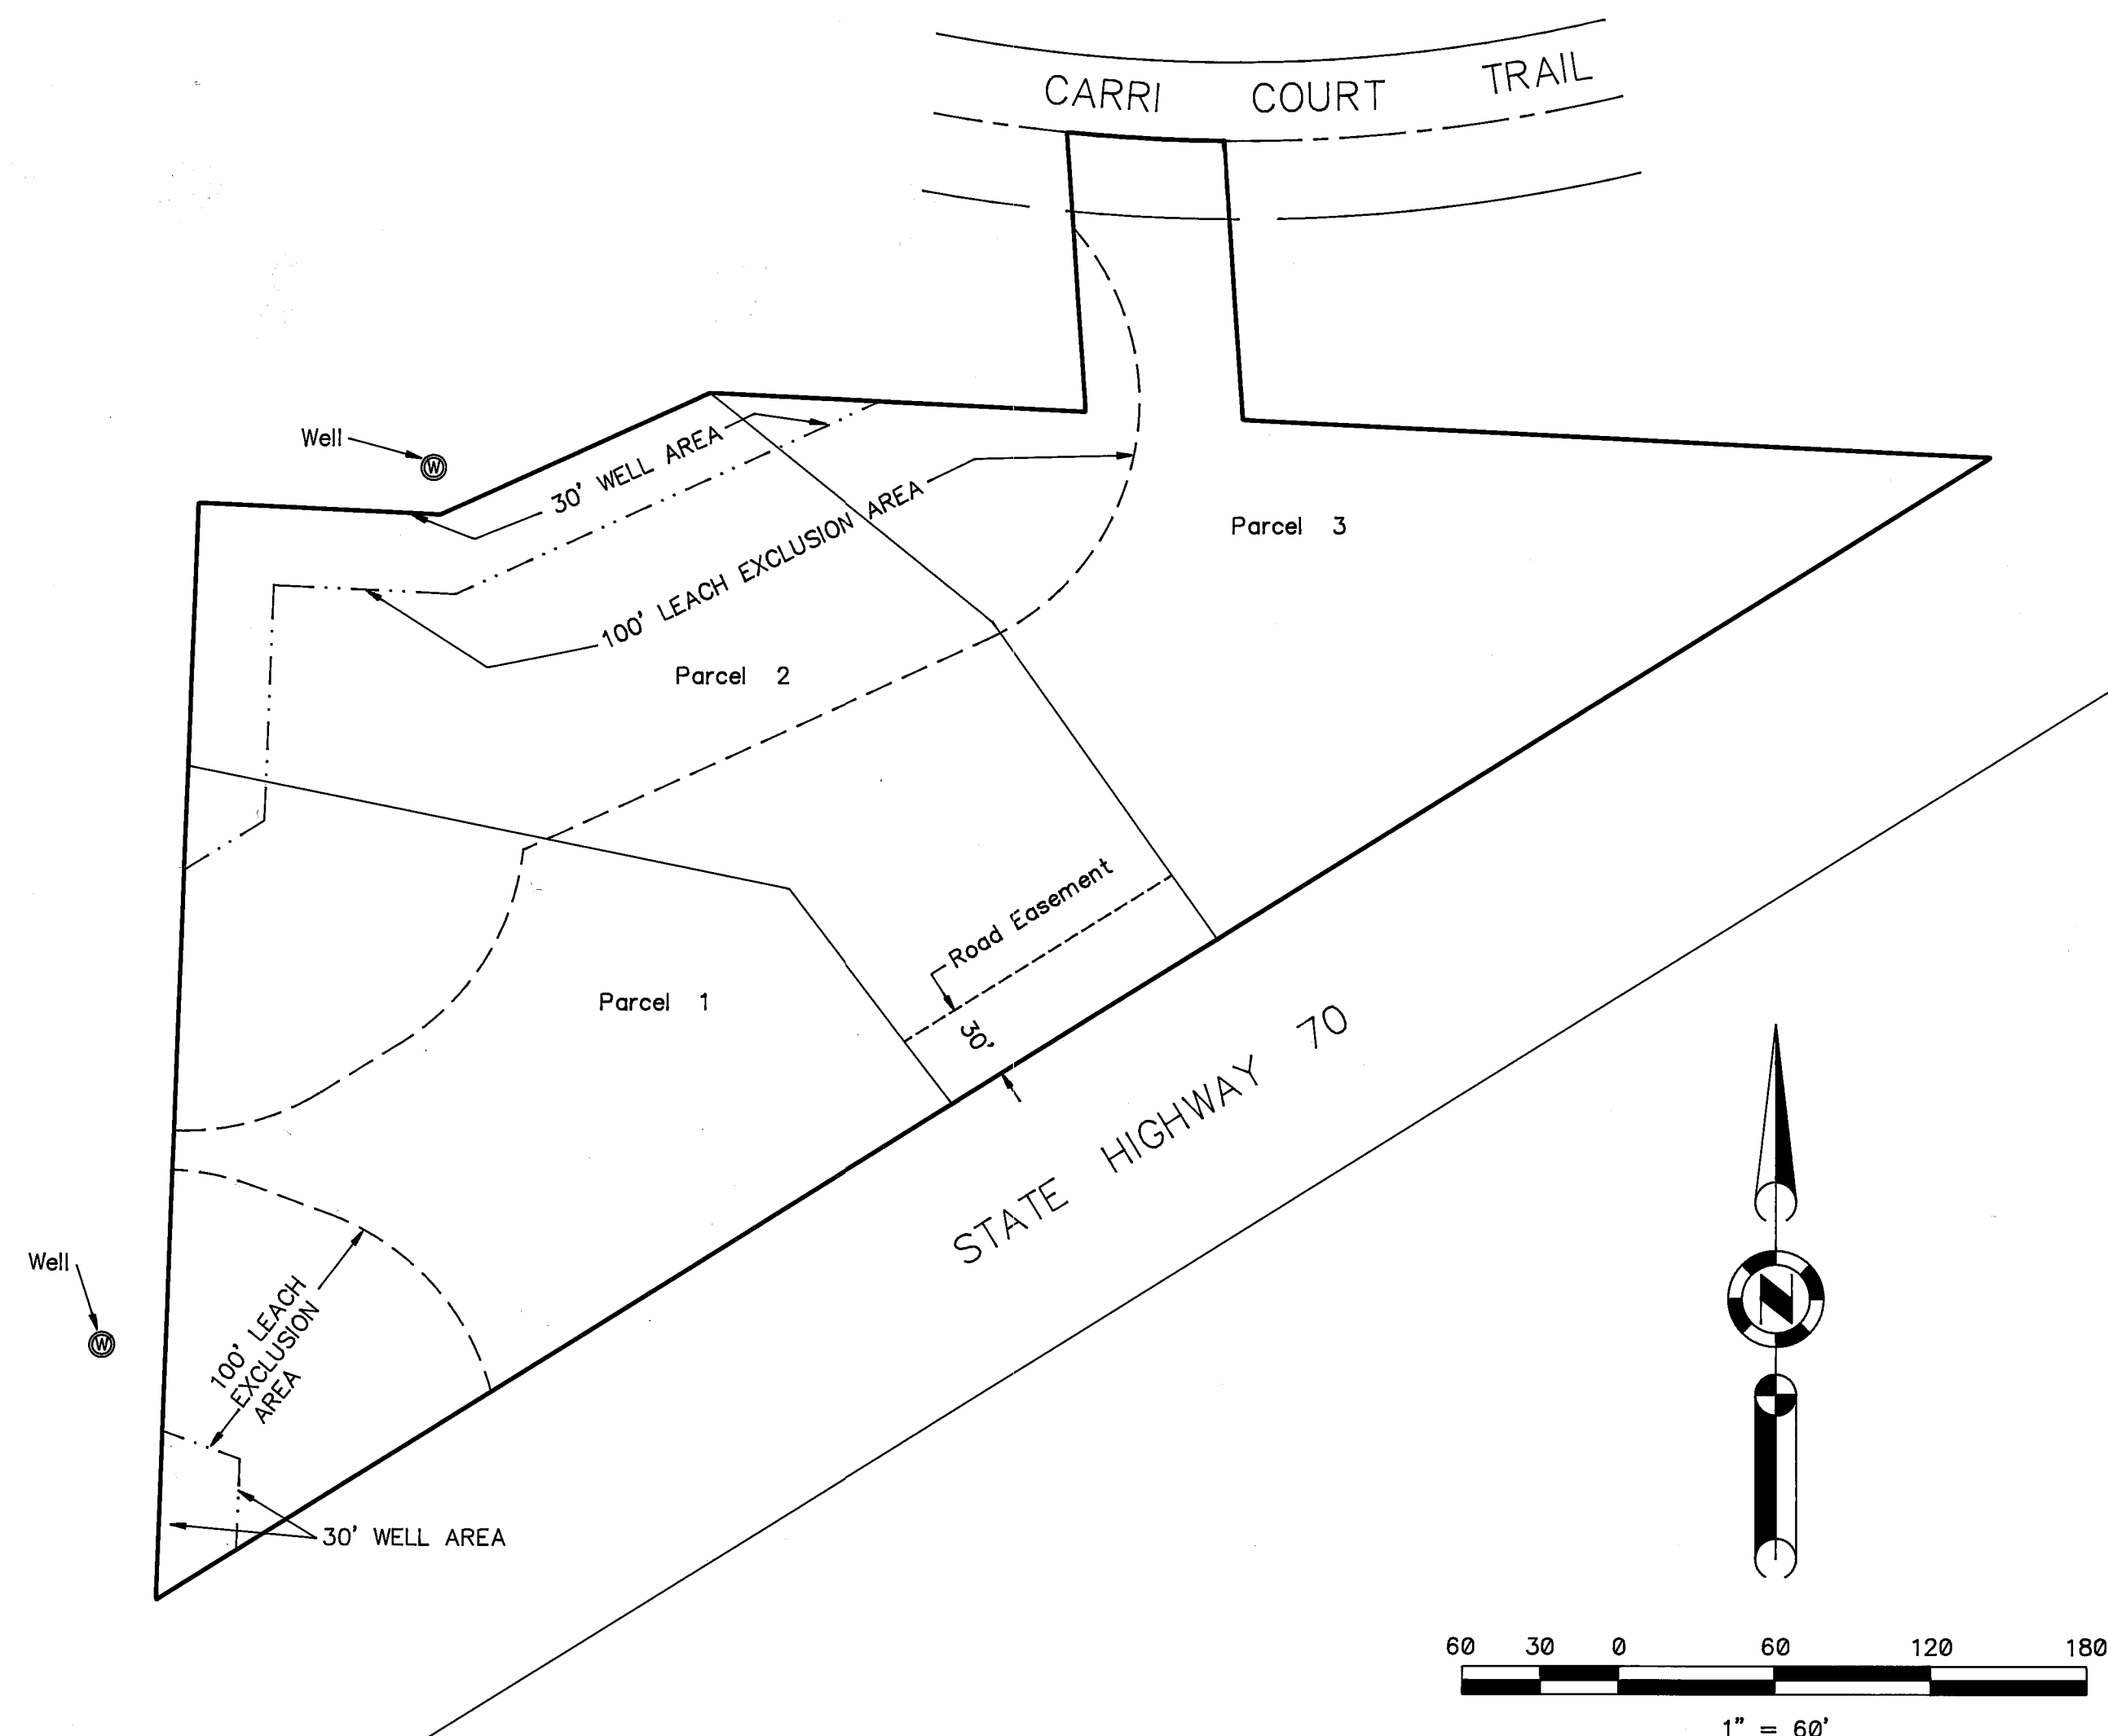 CARRI COURT TRAIL
Well
W
30' WELL AREA
100' LEACH EXCLUSION AREA
Parcel 3
Parcel 2
Road Easement
30'
Parcel 1
STATE HIGHWAY 70
Well
W
100' LEACH
EXCLUSION
AREA
30' WELL AREA
N
60 30 0 60 120 180
1" = 60'